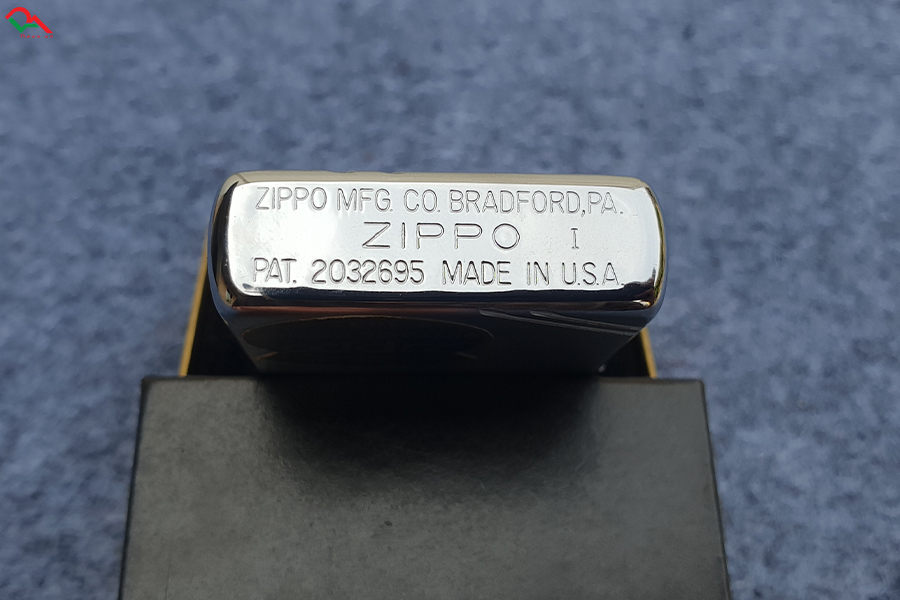 ZIPPO MFG. CO. BRADFORD, PA.
ZIPPO I
PAT. 2032695 MADE IN U.S.A.